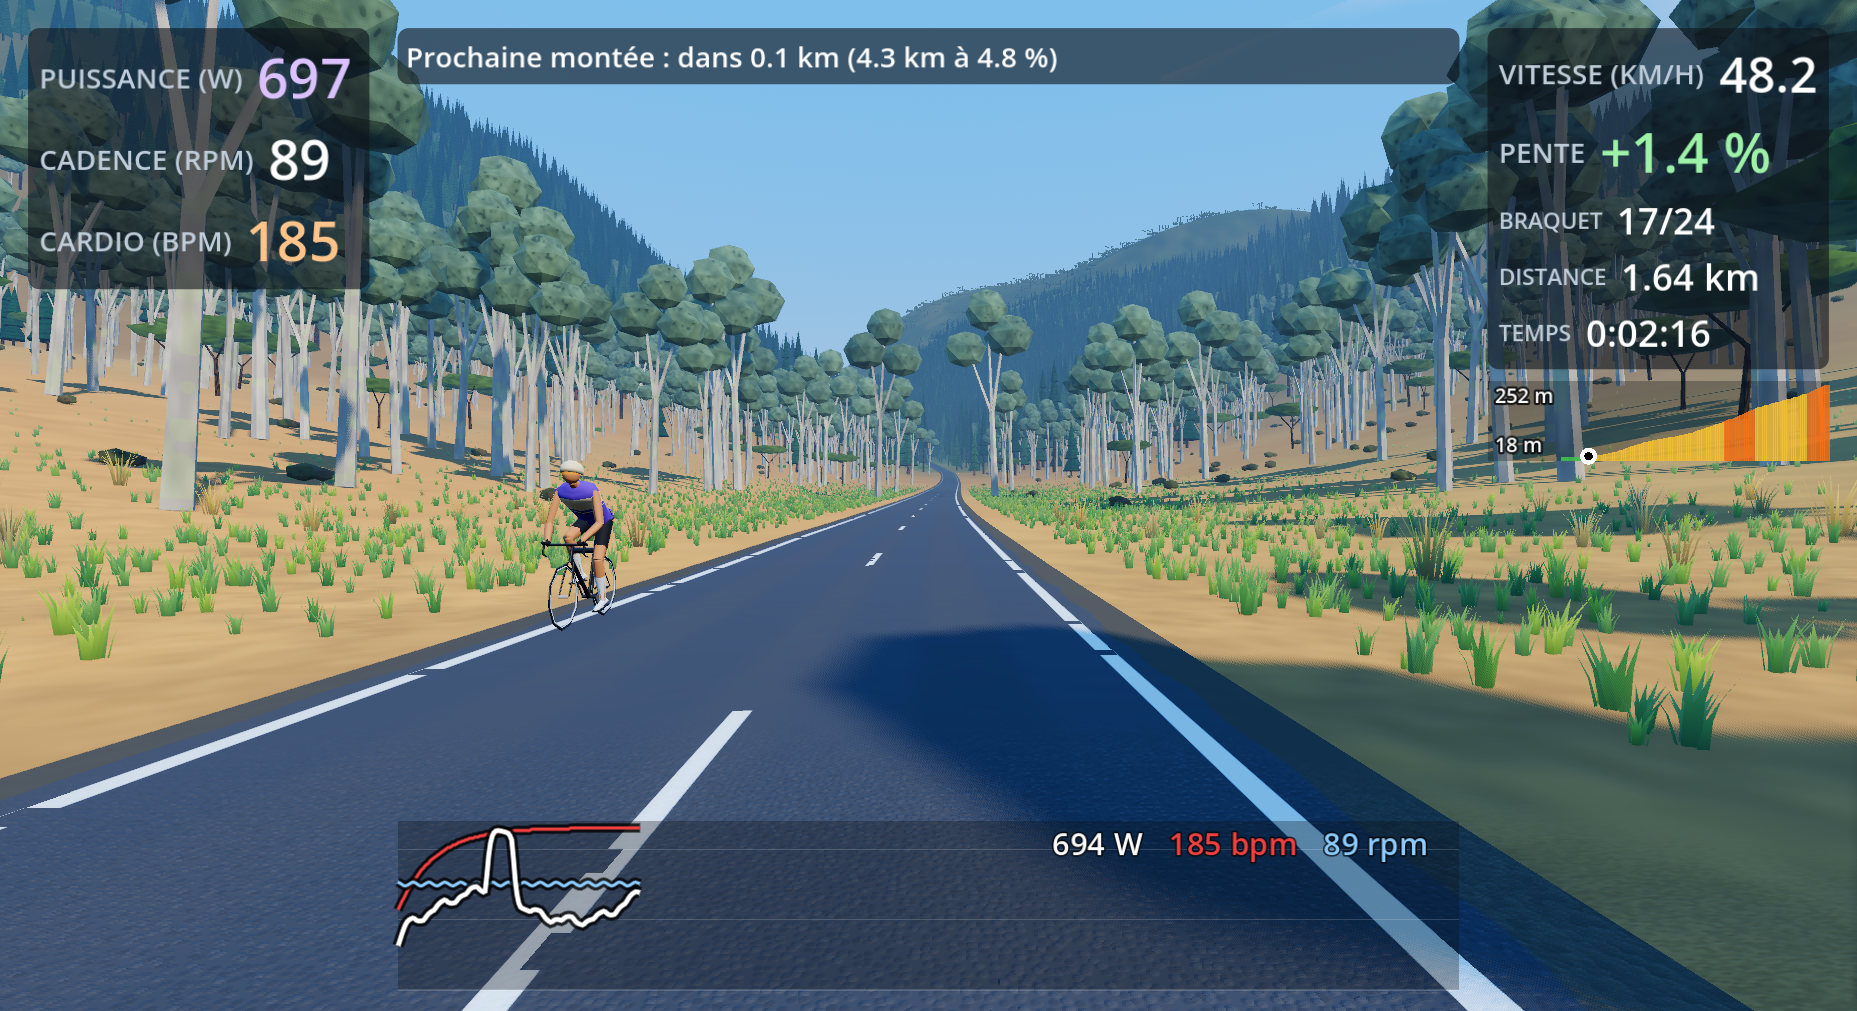 PUISSANCE (W) 697
CADENCE (RPM) 89
CARDIO (BPM) 185
Prochaine montée : dans 0.1 km (4.3 km à 4.8 %)
VITESSE (KM/H) 48.2
PENTE +1.4 %
BRAQUET 17/24
DISTANCE 1.64 km
TEMPS 0:02:16
252 m
18 m
694 W 185 bpm 89 rpm